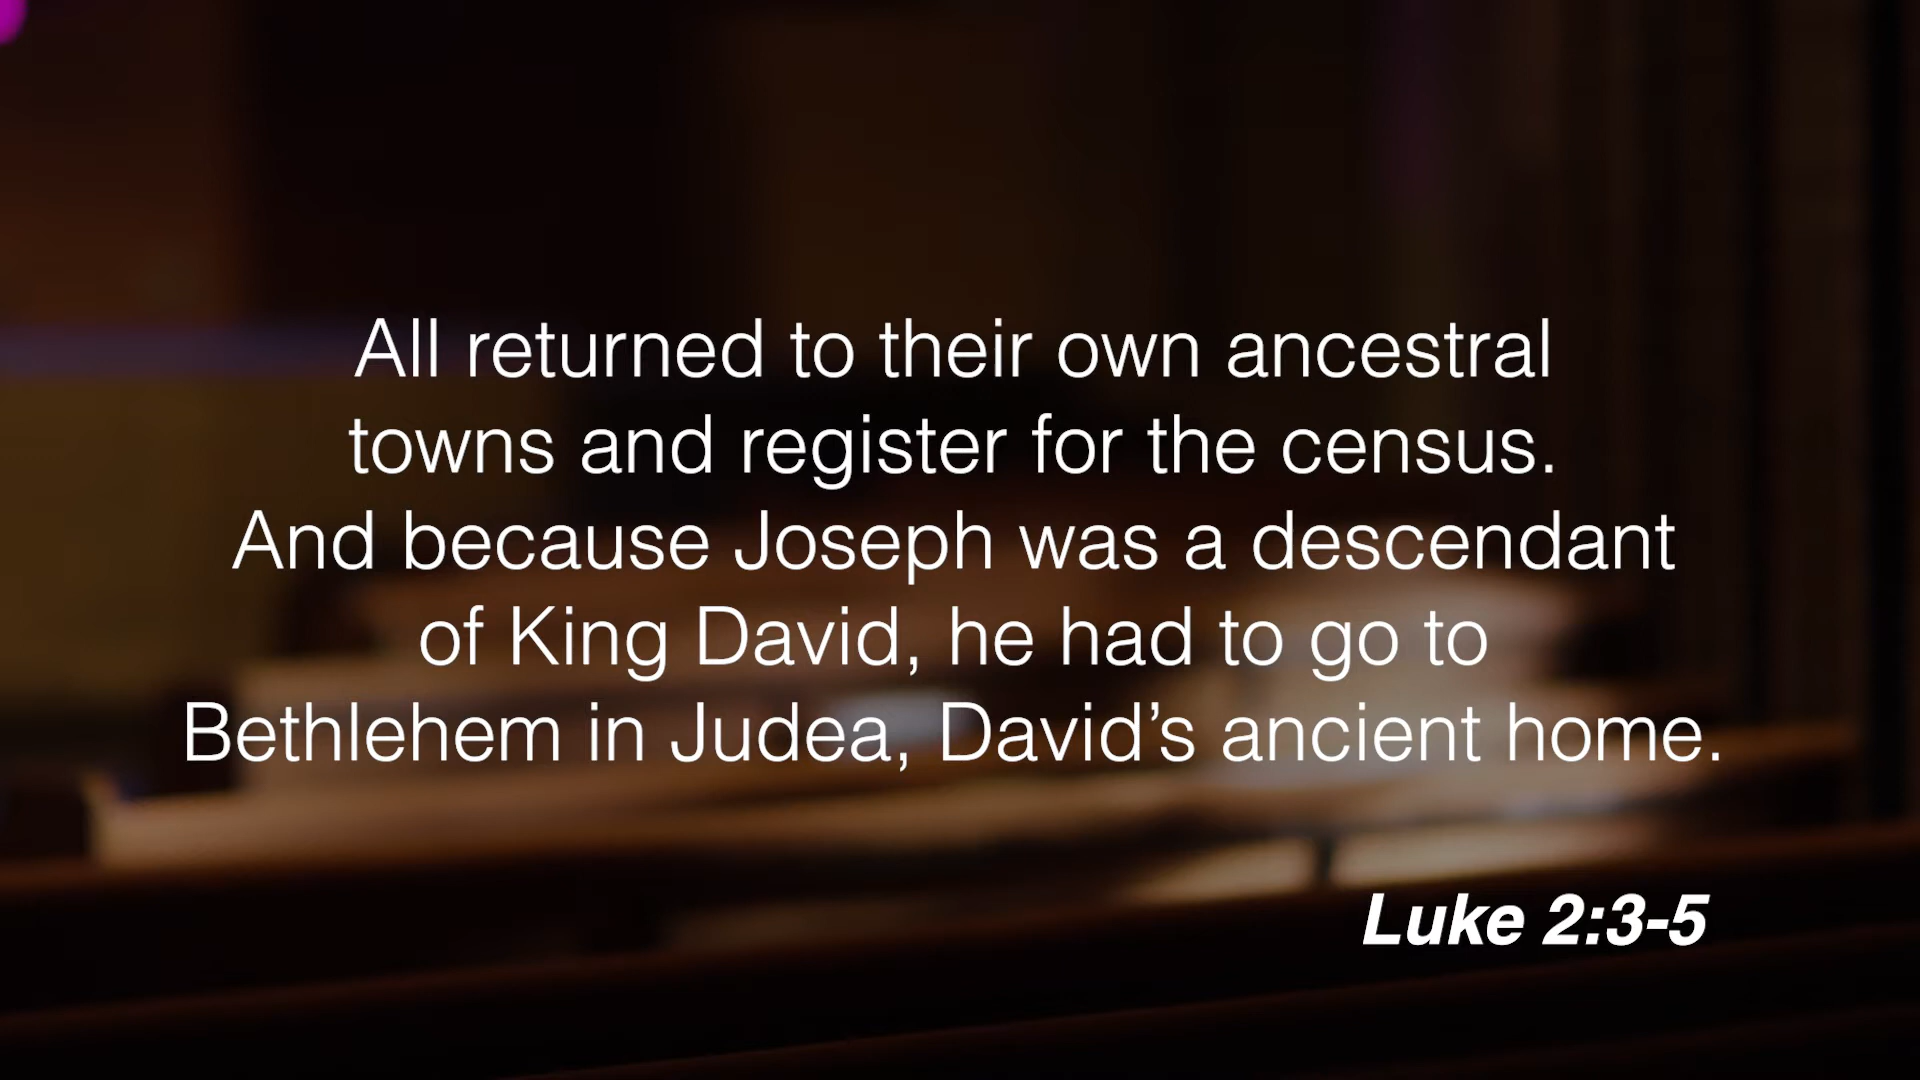 All returned to their own ancestral
towns and register for the census.
And because Joseph was a descendant
of King David, he had to go to
Bethlehem in Judea, David’s ancient home.
Luke 2:3-5